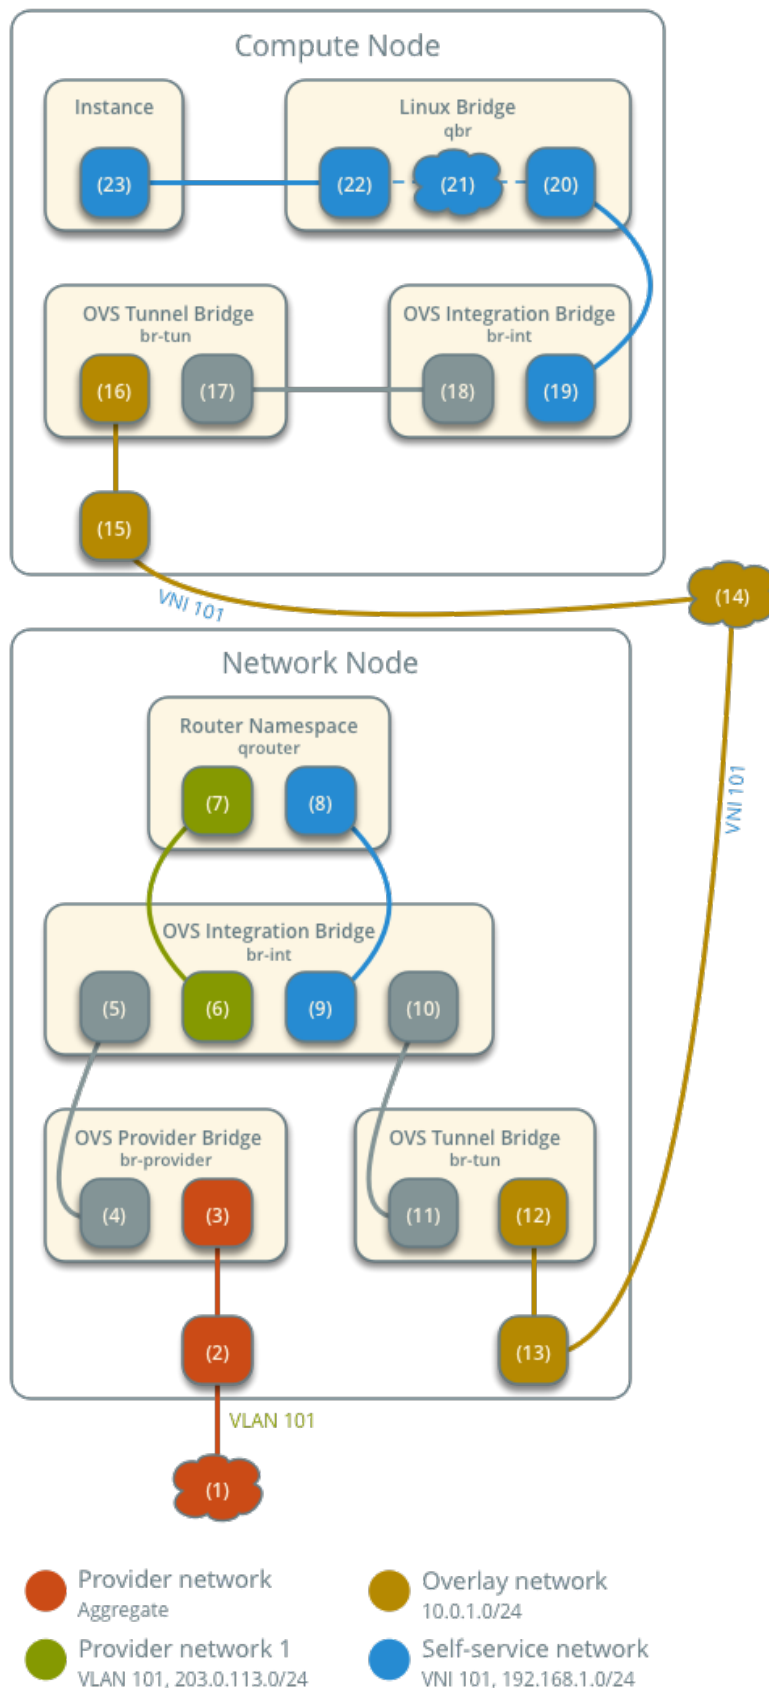 Compute Node
Instance
Linux Bridge
qbr
(23)
(22)
(21)
(20)
OVS Tunnel Bridge
br-tun
OVS Integration Bridge
br-int
(16)
(17)
(18)
(19)
(15)
VNI 101
(14)
Network Node
Router Namespace
qrouter
(7)
(8)
VNI 101
OVS Integration Bridge
br-int
(5)
(6)
(9)
(10)
OVS Provider Bridge
br-provider
OVS Tunnel Bridge
br-tun
(4)
(3)
(11)
(12)
(2)
(13)
VLAN 101
(1)
Provider network
Aggregate
Overlay network
10.0.1.0/24
Provider network 1
VLAN 101, 203.0.113.0/24
Self-service network
VNI 101, 192.168.1.0/24